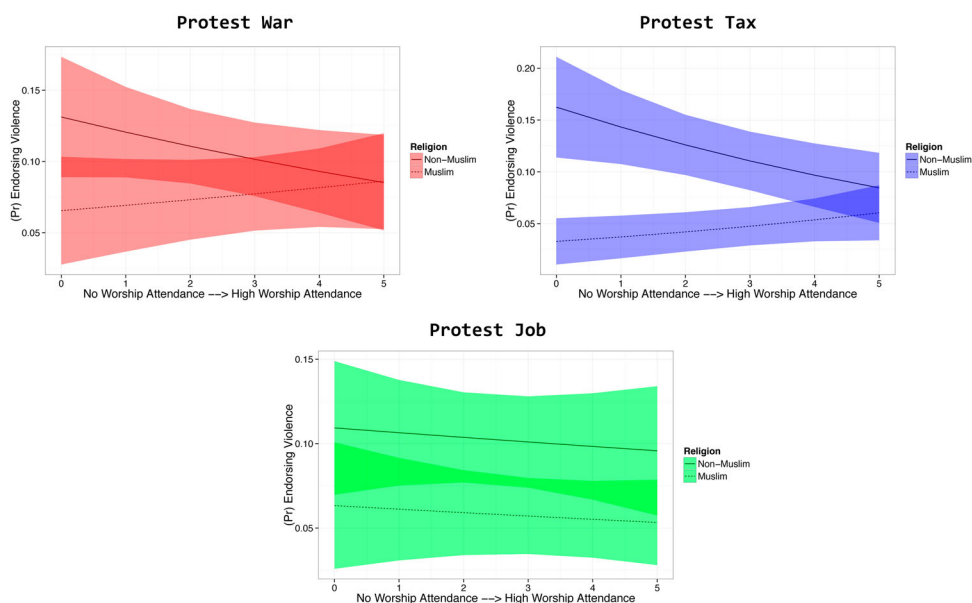 Protest War
0.15
0.10
0.05
(Pr) Endorsing Violence
0 1 2 3 4 5
No Worship Attendance --> High Worship Attendance
Religion
Non-Muslim
Muslim
Protest Tax
0.20
0.15
0.10
0.05
(Pr) Endorsing Violence
0 1 2 3 4 5
No Worship Attendance --> High Worship Attendance
Religion
Non-Muslim
Muslim
Protest Job
0.15
0.10
0.05
(Pr) Endorsing Violence
0 1 2 3 4 5
No Worship Attendance --> High Worship Attendance
Religion
Non-Muslim
Muslim